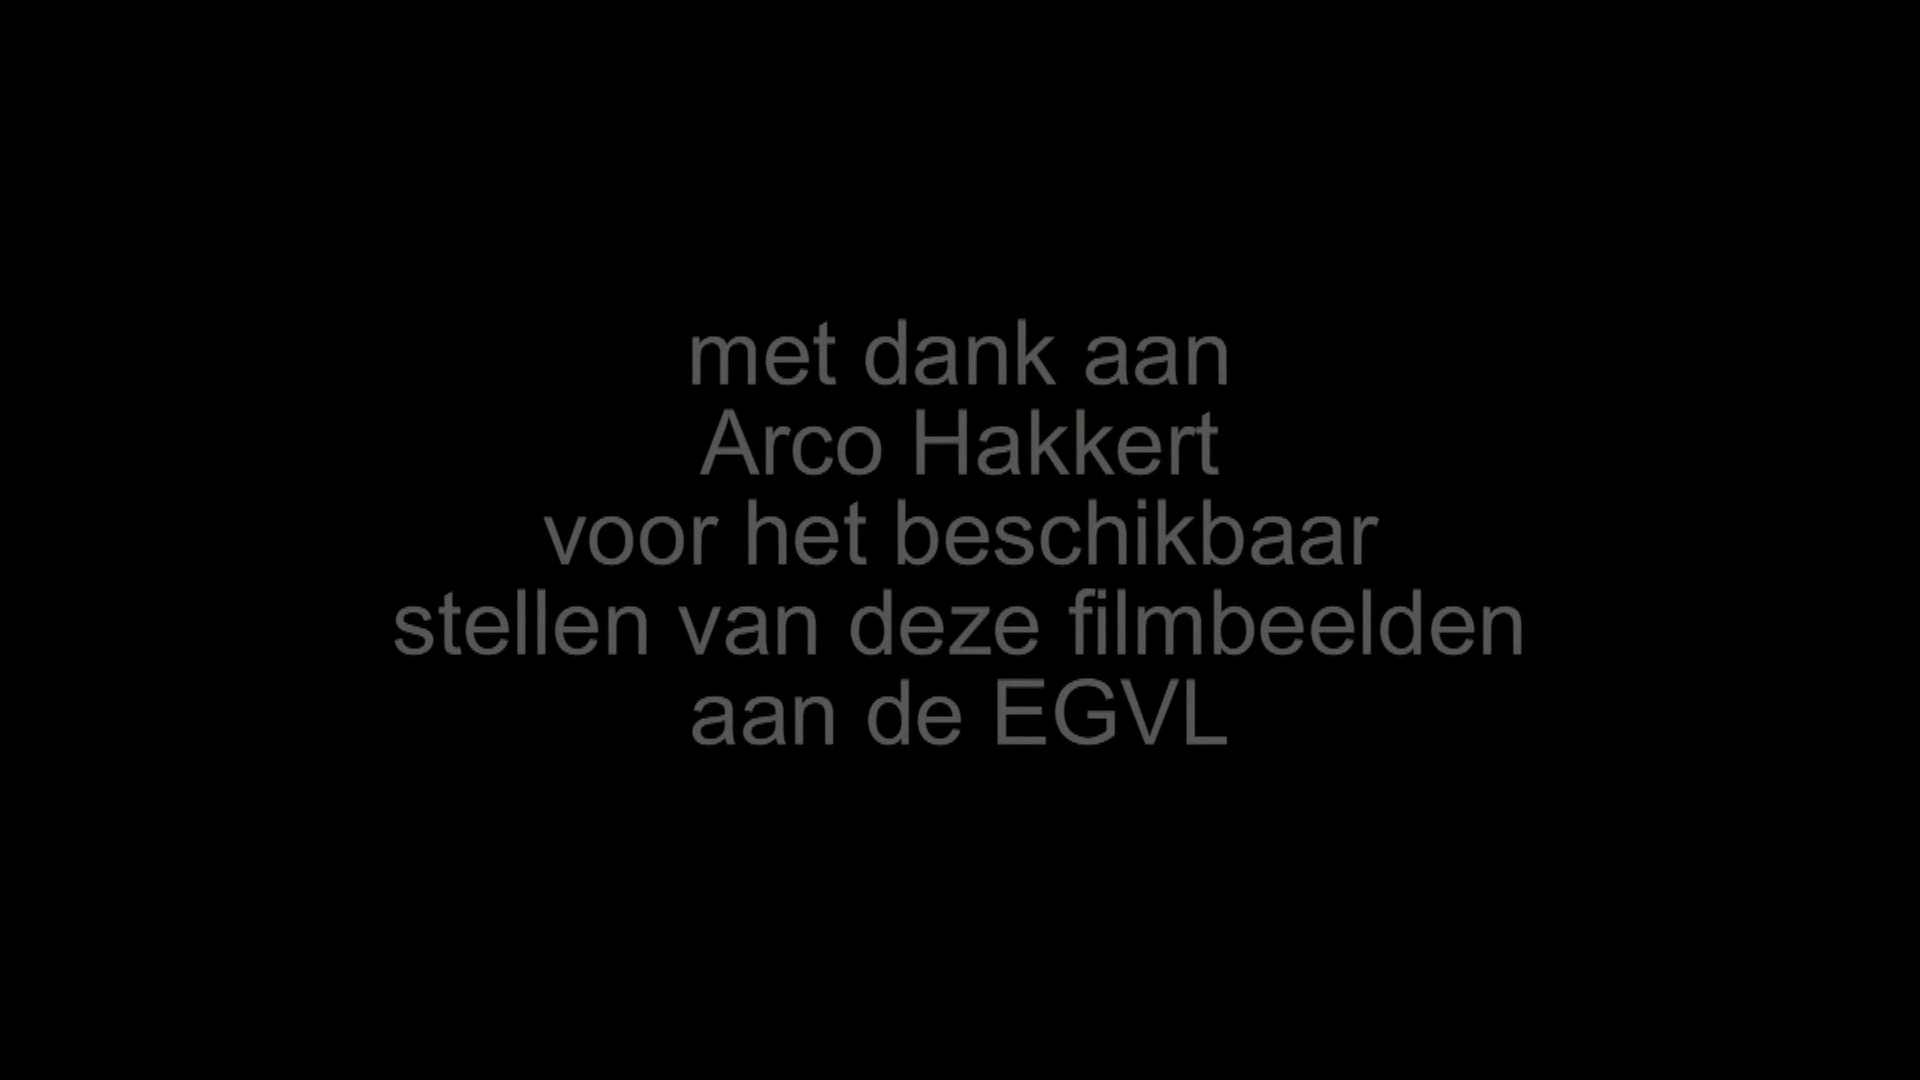 met dank aan
Arco Hakkert
voor het beschikbaar
stellen van deze filmbeelden
aan de EGVL